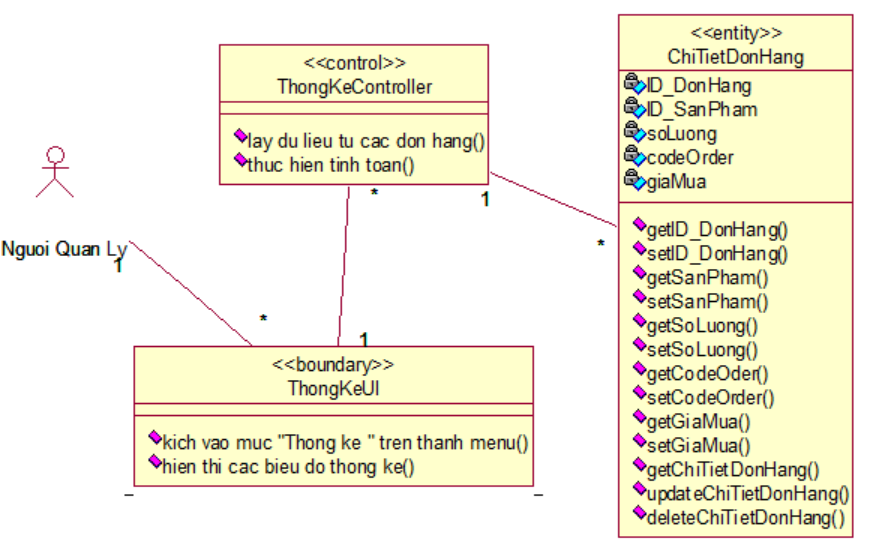 <<control>>
ThongKeController
lay du lieu tu cac don hang()
thuc hien tinh toan()
<<entity>>
ChiTietDonHang
ID_DonHang
ID_SanPham
soLuong
codeOrder
giaMua
getID_DonHang()
setID_DonHang()
getSanPham()
setSanPham()
getSoLuong()
setSoLuong()
getCodeOder()
setCodeOrder()
getGiaMua()
setGiaMua()
getChiTietDonHang()
updateChiTietDonHang()
deleteChiTietDonHang()
Nguoi Quan Ly
1
*
*
1
1
*
<<boundary>>
ThongKeUI
kich vao muc "Thong ke " tren thanh menu()
hien thi cac bieu do thong ke()